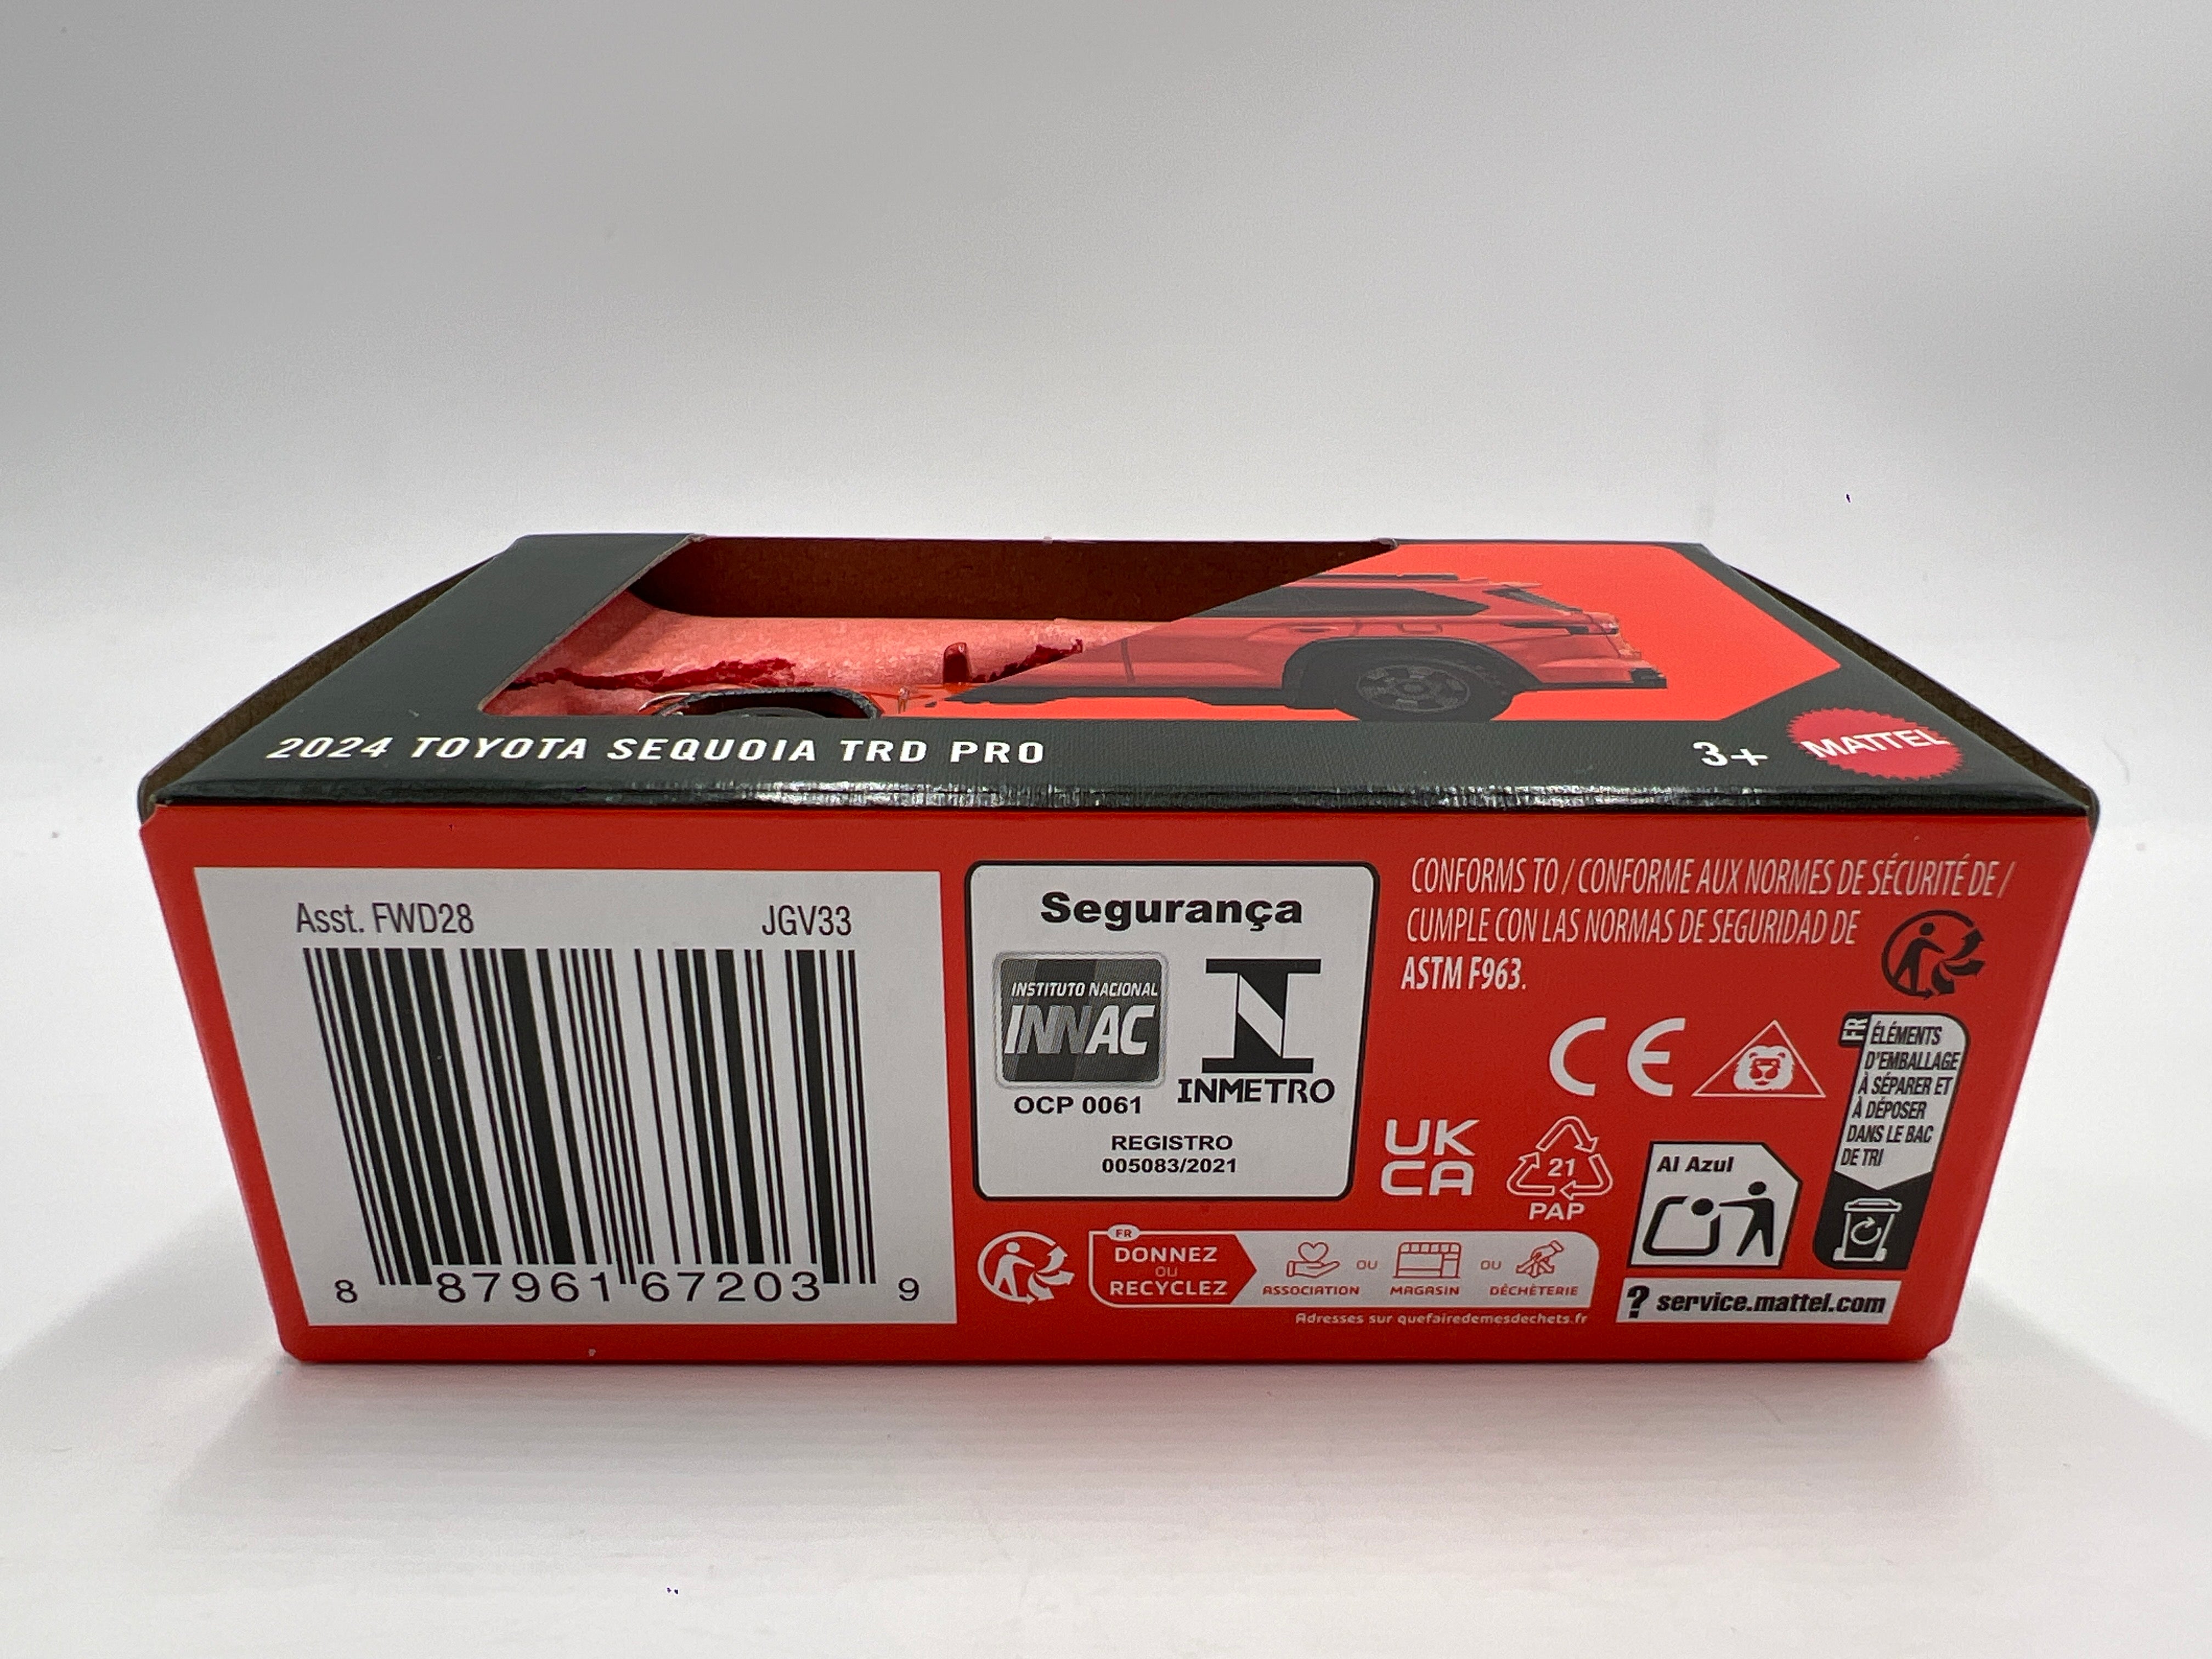 2024 TOYOTA SEQUOIA TRD PRO
3+
MATTEL
Asst. FWD28
JGV33
8 87961 67203 9
Segurança
INSTITUTO NACIONAL
INNAC
OCP 0061
INMETRO
REGISTRO
005083/2021
CONFORMS TO / CONFORME AUX NORMES DE SÉCURITÉ DE /
CUMPLE CON LAS NORMAS DE SEGURIDAD DE
ASTM F963.
CE
UK
CA
21
PAP
FR
ÉLÉMENTS
D'EMBALLAGE
À SÉPARER ET
À DÉPOSER
DANS LE BAC
DE TRI
Al Azul
FR
DONNEZ
OU
RECYCLEZ
ASSOCIATION
OU
MAGASIN
OU
DÉCHÈTERIE
Adresses sur quefairedemesdechets.fr
? service.mattel.com